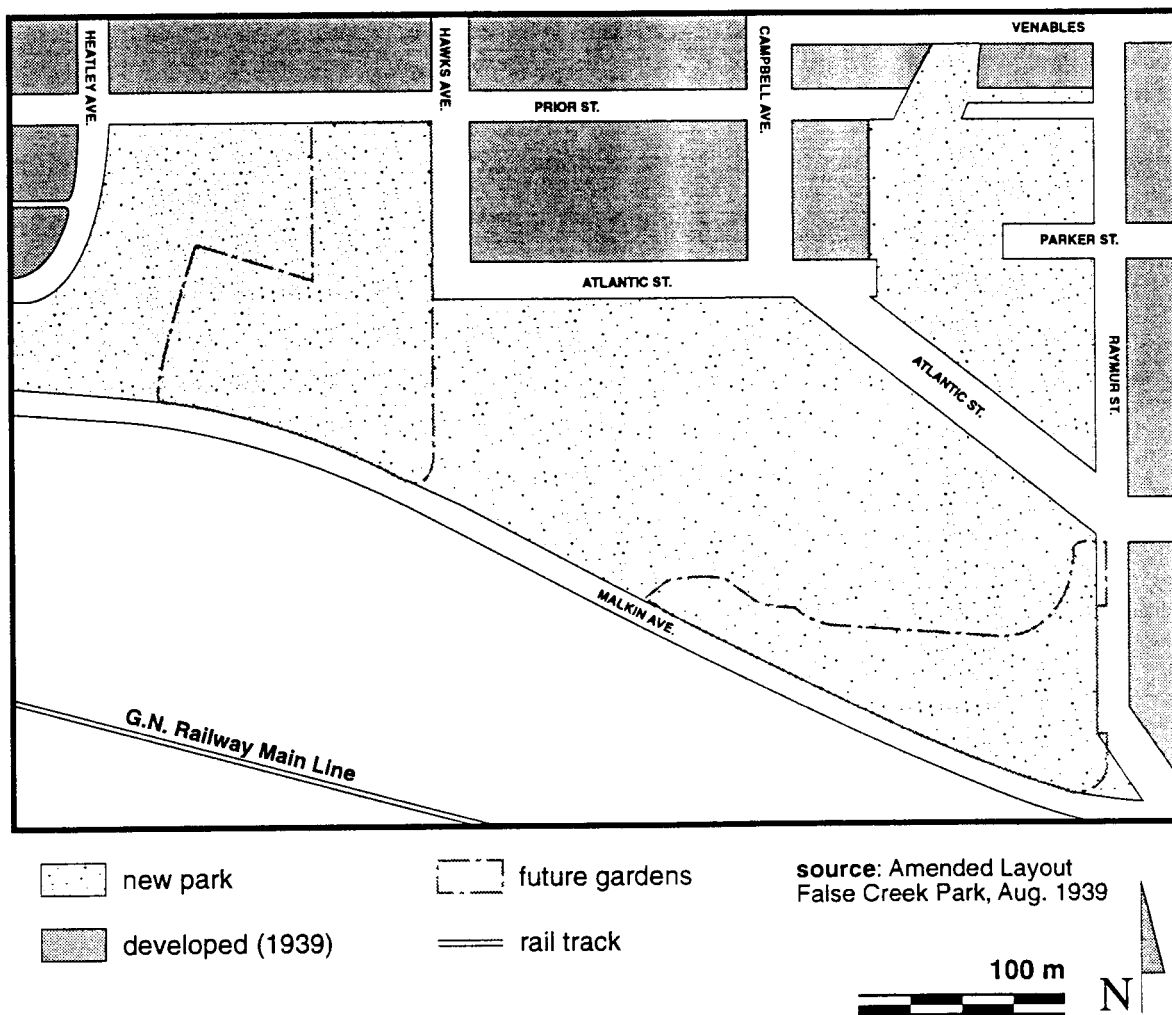 VENABLES
HEATLEY AVE.
HAWKS AVE.
CAMPBELL AVE.
PRIOR ST.
PARKER ST.
ATLANTIC ST.
ATLANTIC ST.
RAYMUR ST.
MALKIN AVE.
G.N. Railway Main Line
new park
future gardens
developed (1939)
rail track
source: Amended Layout
False Creek Park, Aug. 1939
100 m
N